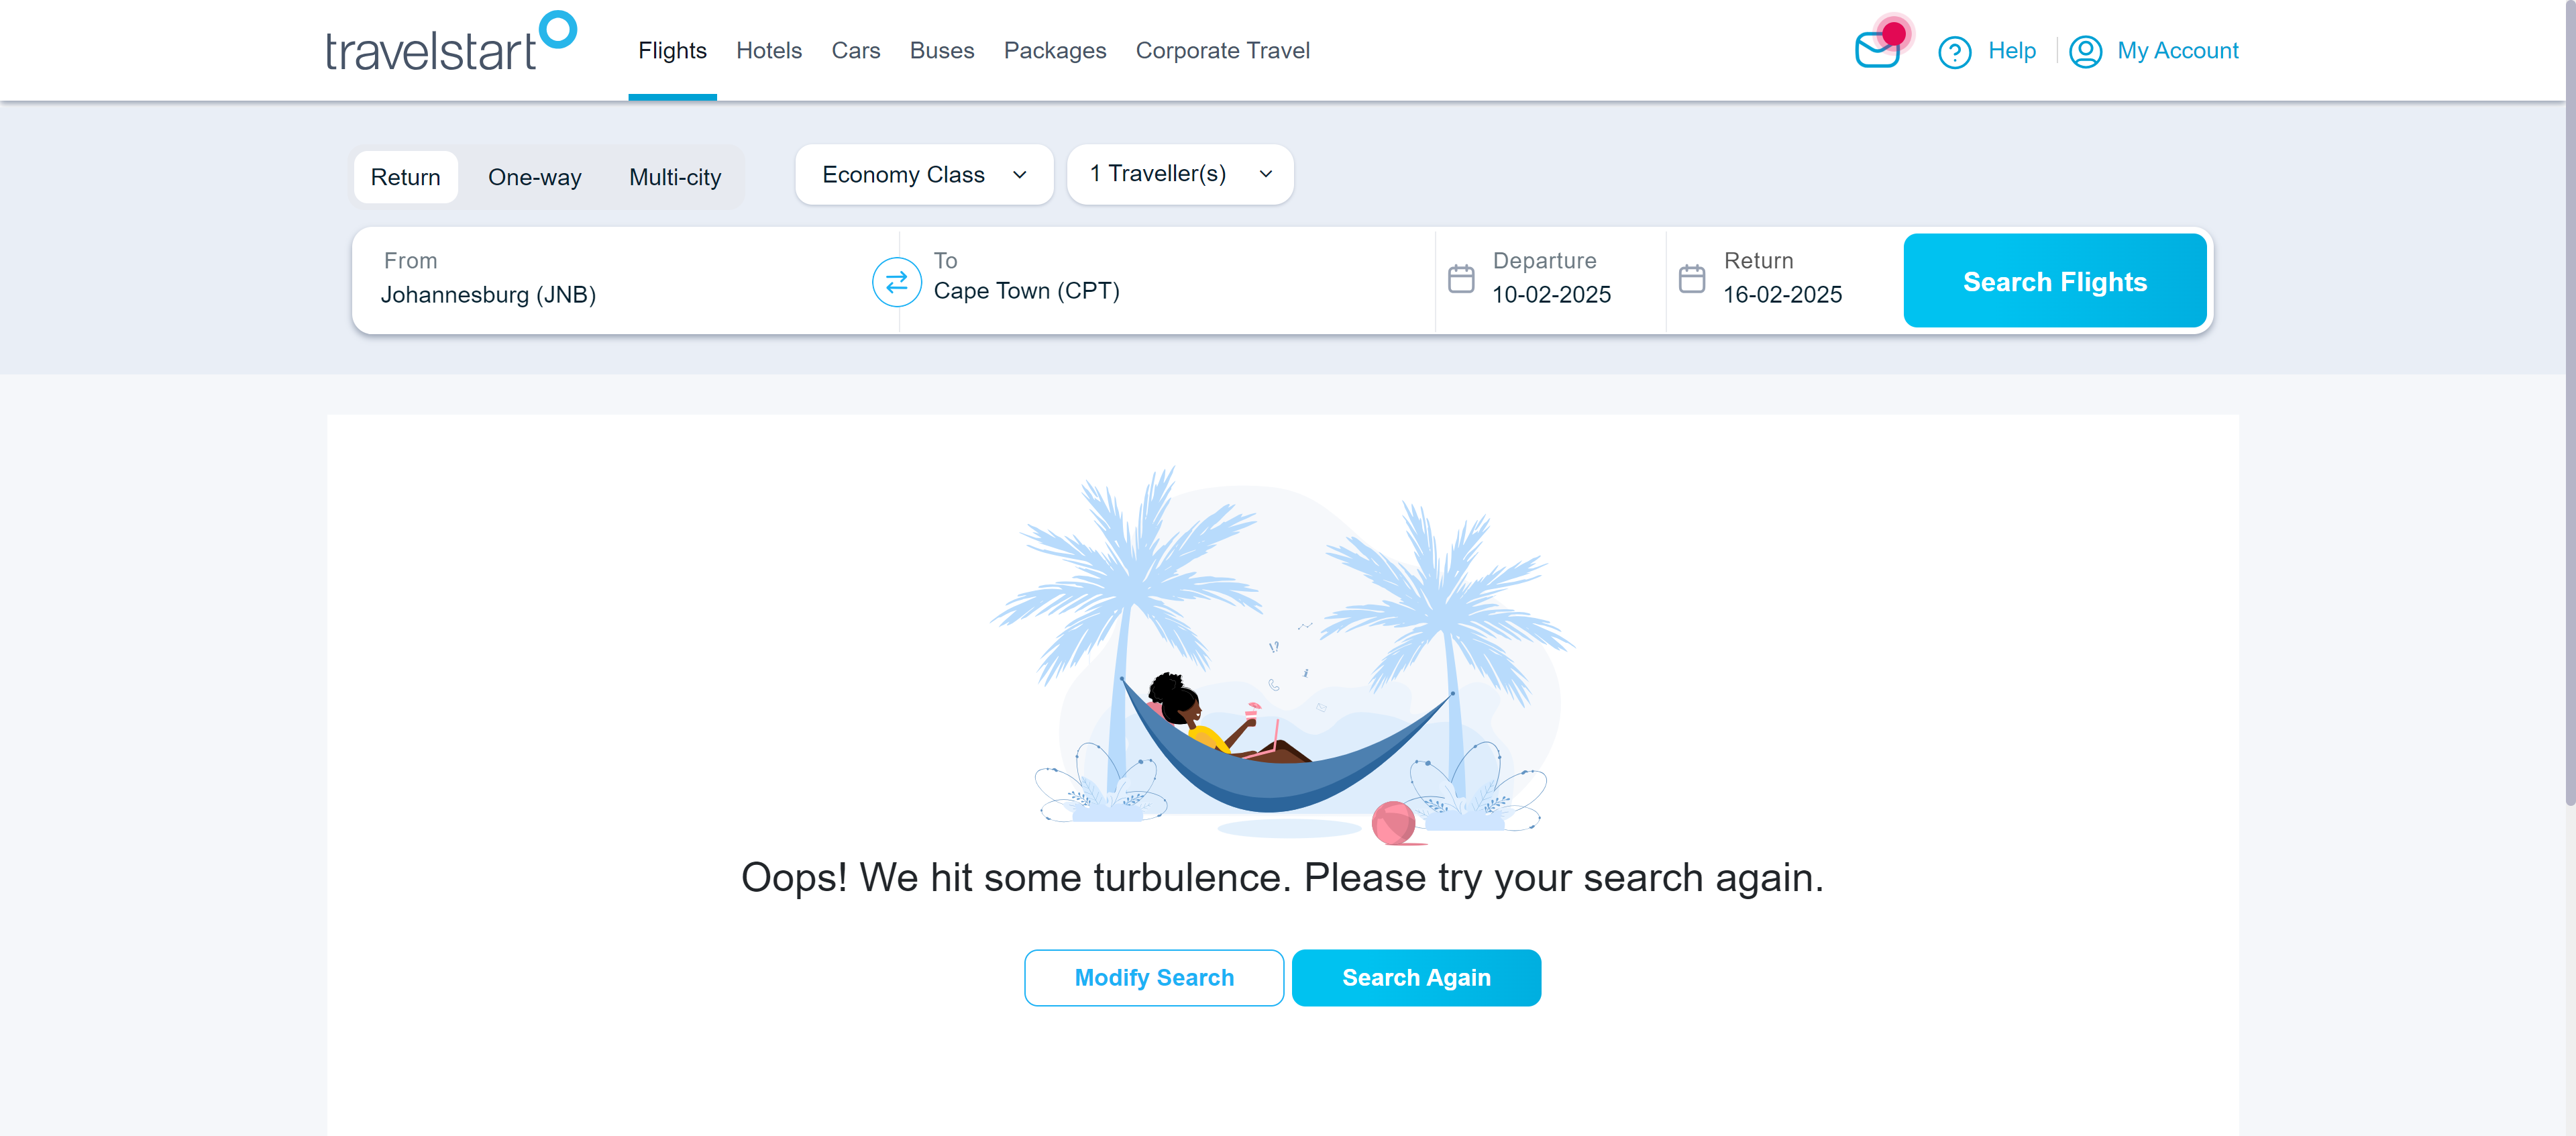 travelstart
Flights Hotels Cars Buses Packages Corporate Travel Help My Account
Return One-way Multi-city Economy Class 1 Traveller(s)
From To Departure Return
Johannesburg (JNB) Cape Town (CPT) 10-02-2025 16-02-2025 Search Flights
Oops! We hit some turbulence. Please try your search again.
Modify Search Search Again